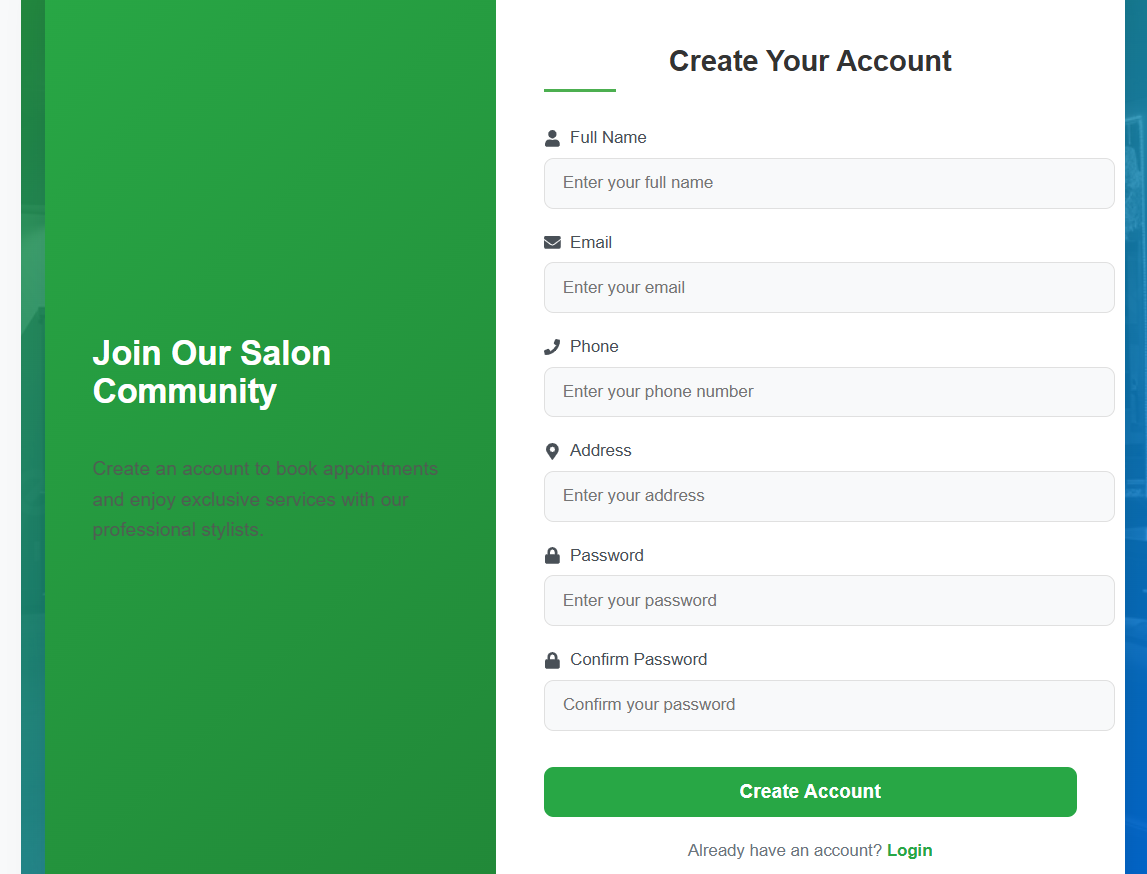 Join Our Salon
Community
Create an account to book appointments
and enjoy exclusive services with our
professional stylists.
Create Your Account
Full Name
Enter your full name
Email
Enter your email
Phone
Enter your phone number
Address
Enter your address
Password
Enter your password
Confirm Password
Confirm your password
Create Account
Already have an account? Login